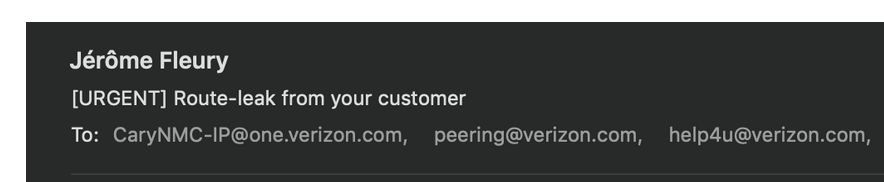 Jérôme Fleury
[URGENT] Route-leak from your customer
To: CaryNMC-IP@one.verizon.com, peering@verizon.com, help4u@verizon.com,